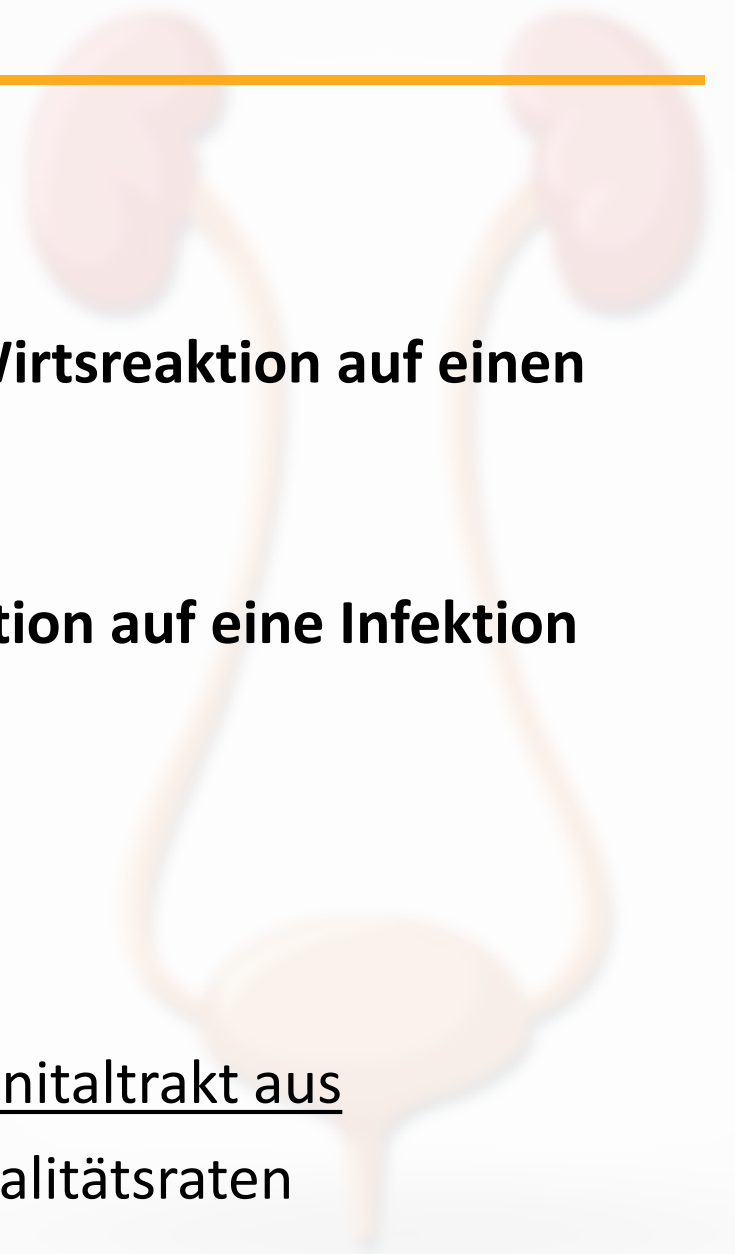 Wirtsreaktion auf einen
tion auf eine Infektion
nitaltrakt aus
alitätsraten